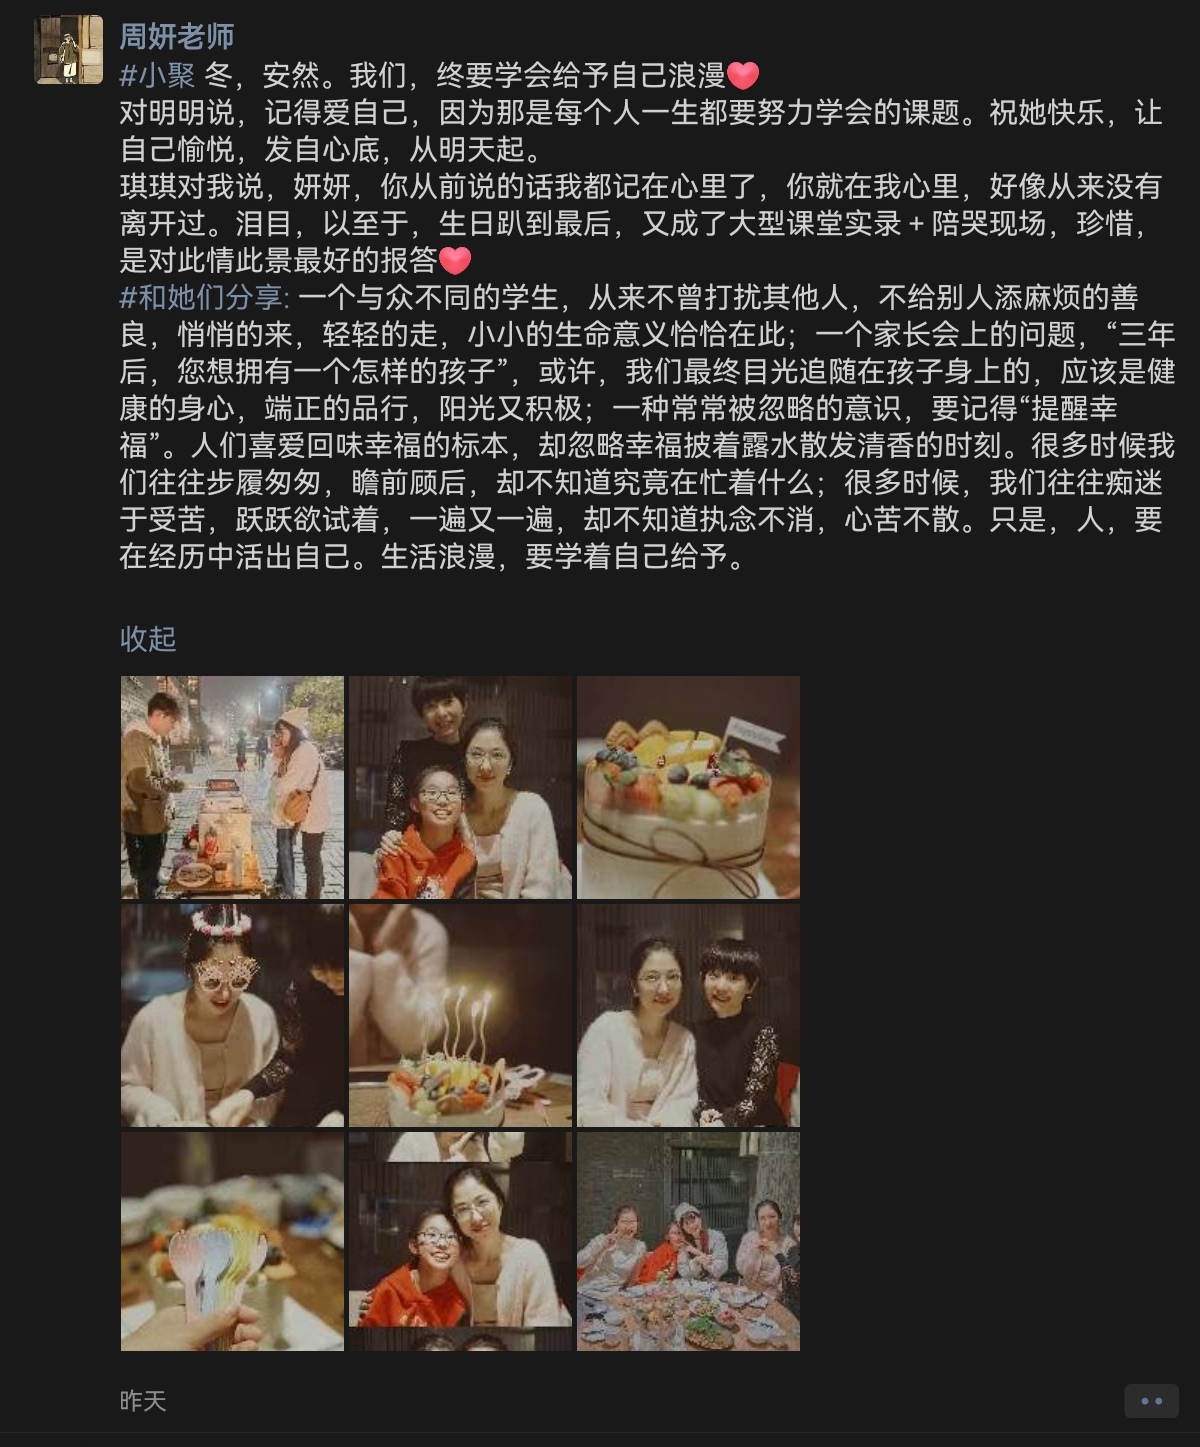 周妍老师
#小聚 冬，安然。我们，终要学会给予自己浪漫❤
对明明说，记得爱自己，因为那是每个人一生都要努力学会的课题。祝她快乐，让
自己愉悦，发自心底，从明天起。
琪琪对我说，妍妍，你从前说的话我都记在心里了，你就在我心里，好像从来没有
离开过。泪目，以至于，生日趴到最后，又成了大型课堂实录＋陪哭现场，珍惜，
是对此情此景最好的报答❤
#和她们分享: 一个与众不同的学生，从来不曾打扰其他人，不给别人添麻烦的善
良，悄悄的来，轻轻的走，小小的生命意义恰恰在此；一个家长会上的问题，“三年
后，您想拥有一个怎样的孩子”，或许，我们最终目光追随在孩子身上的，应该是健
康的身心，端正的品行，阳光又积极；一种常常被忽略的意识，要记得“提醒幸
福”。人们喜爱回味幸福的标本，却忽略幸福披着露水散发清香的时刻。很多时候我
们往往步履匆匆，瞻前顾后，却不知道究竟在忙着什么；很多时候，我们往往痴迷
于受苦，跃跃欲试着，一遍又一遍，却不知道执念不消，心苦不散。只是，人，要
在经历中活出自己。生活浪漫，要学着自己给予。
收起
昨天